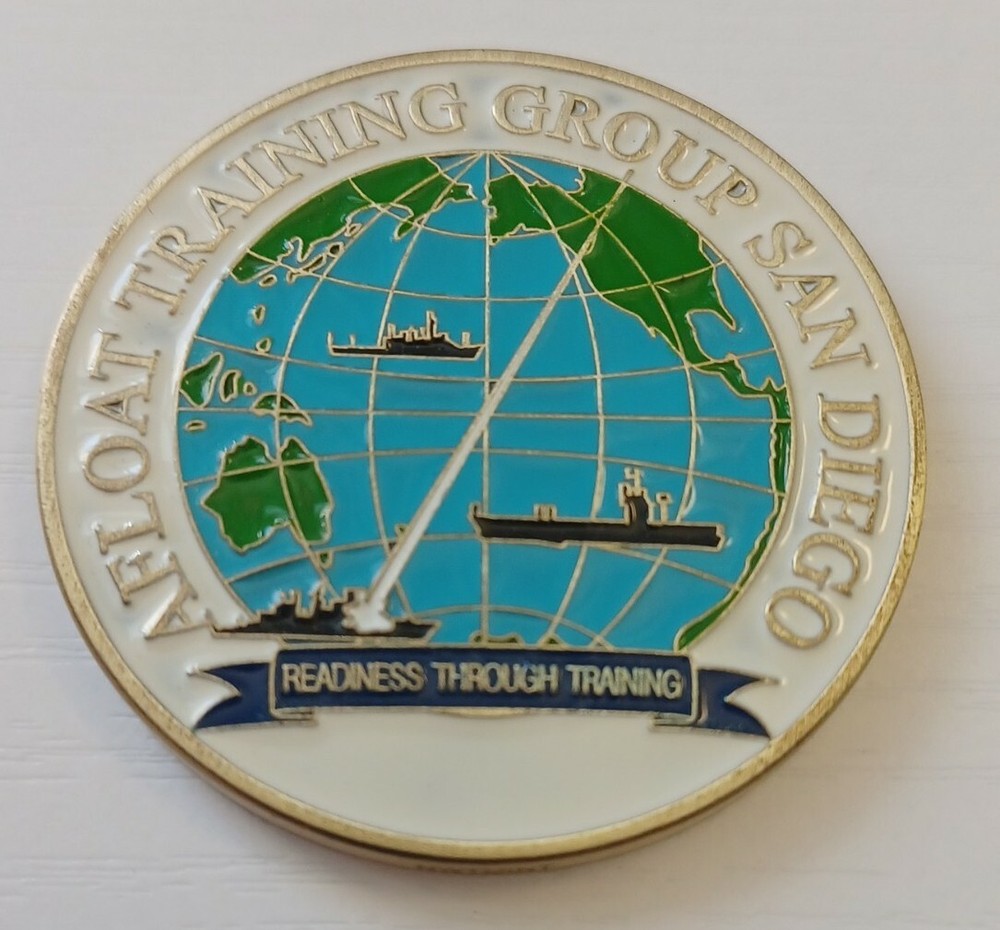 AFLOAT TRAINING GROUP SAN DIEGO
READINESS THROUGH TRAINING